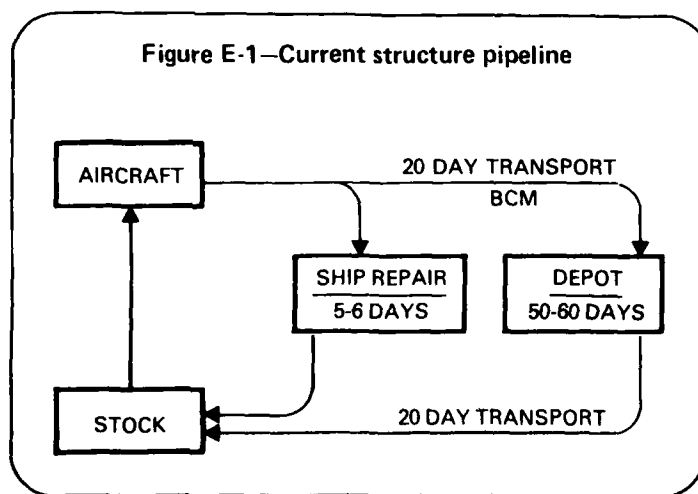 Figure E-1—Current structure pipeline
AIRCRAFT
20 DAY TRANSPORT
BCM
SHIP REPAIR
5-6 DAYS
DEPOT
50-60 DAYS
STOCK
20 DAY TRANSPORT